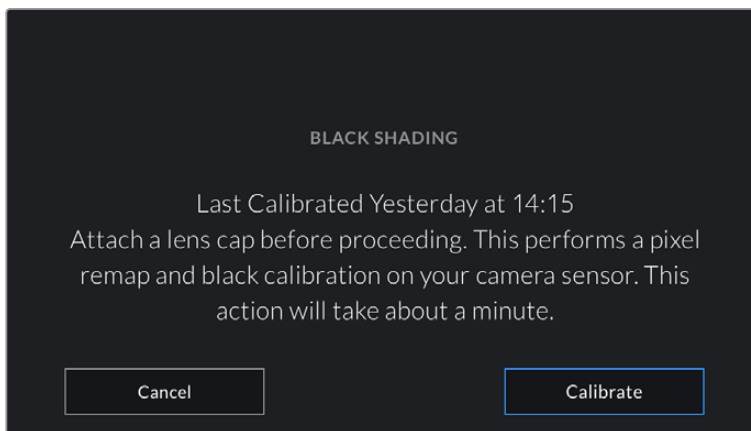 BLACK SHADING
Last Calibrated Yesterday at 14:15
Attach a lens cap before proceeding. This performs a pixel
remap and black calibration on your camera sensor. This
action will take about a minute.
Cancel
Calibrate